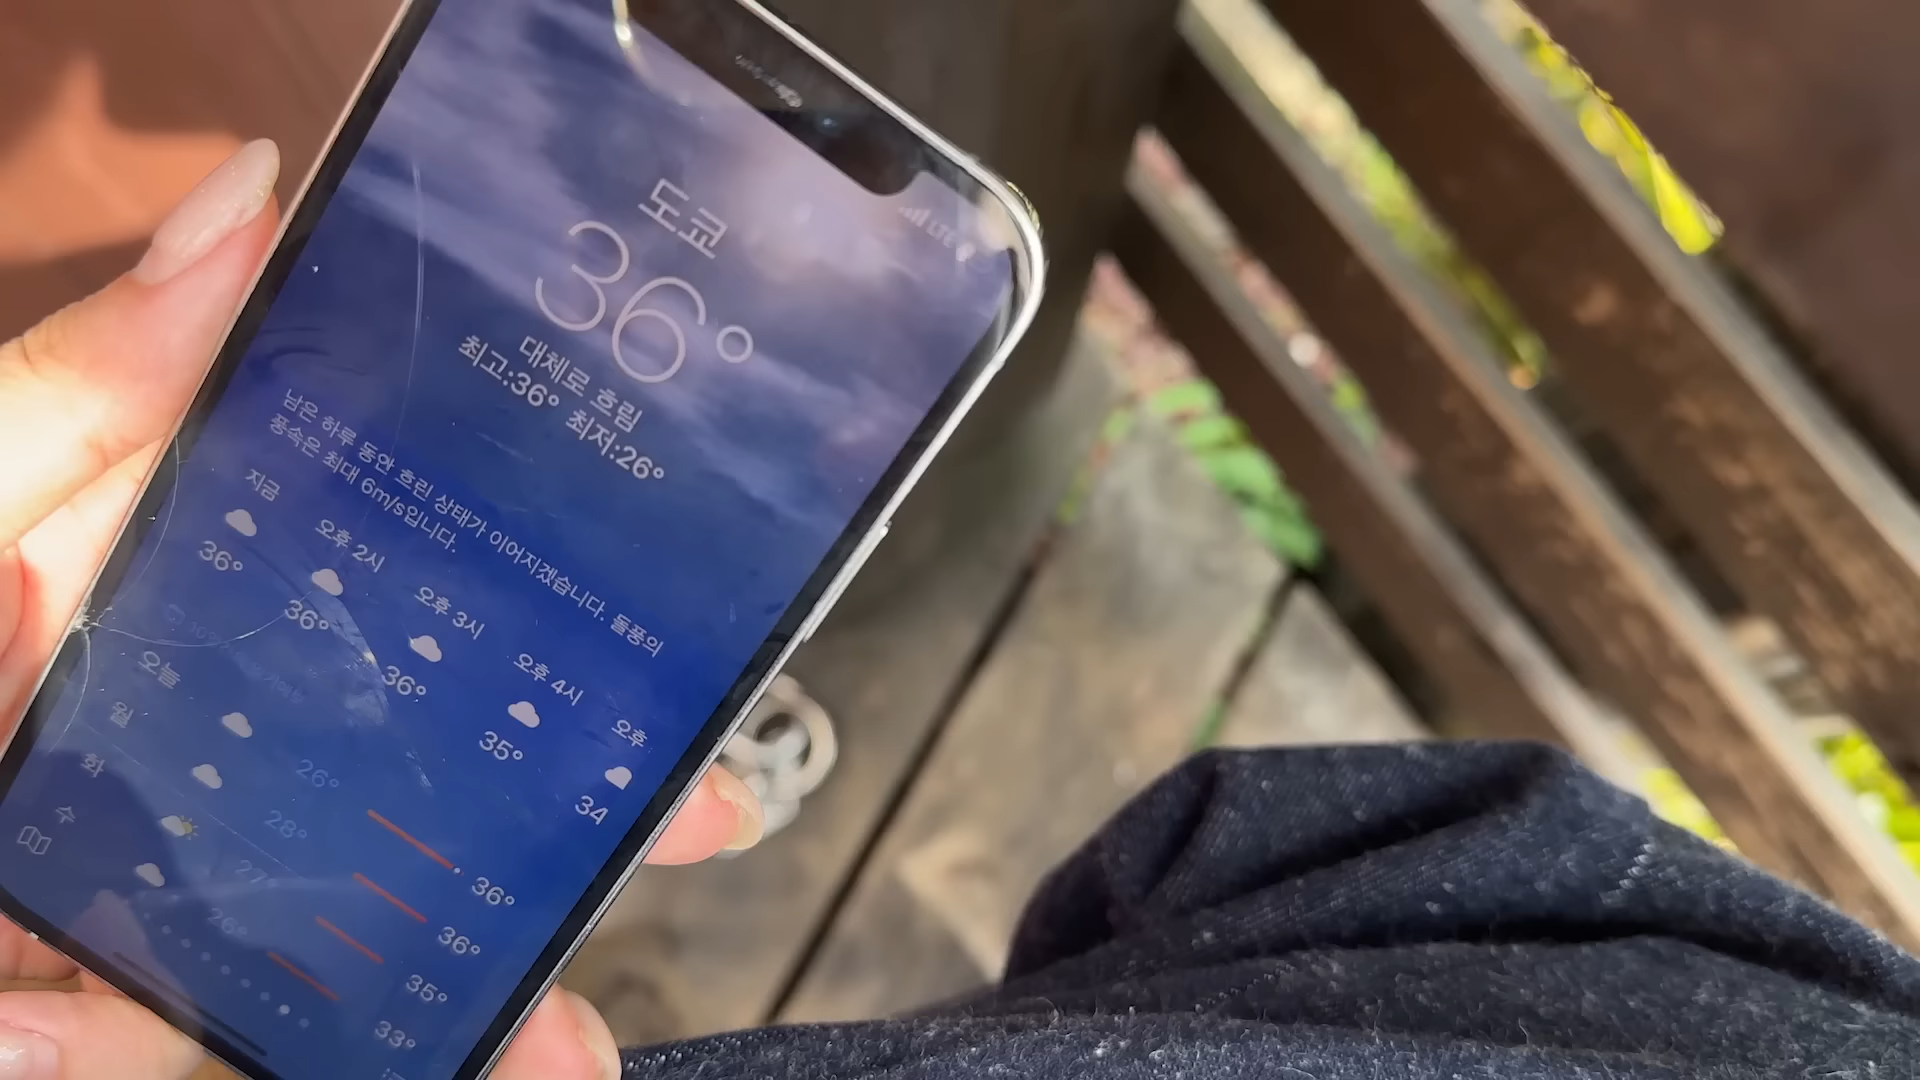 LTE
도쿄
36°
대체로 흐림
최고:36° 최저:26°
남은 하루 동안 흐린 상태가 이어지겠습니다. 돌풍의
풍속은 최대 6m/s입니다.
지금 오후 2시 오후 3시 오후 4시 오후
36° 36° 36° 35° 34
오늘 26° 36°
월 28° 36°
화 27° 35°
수 26° 33°